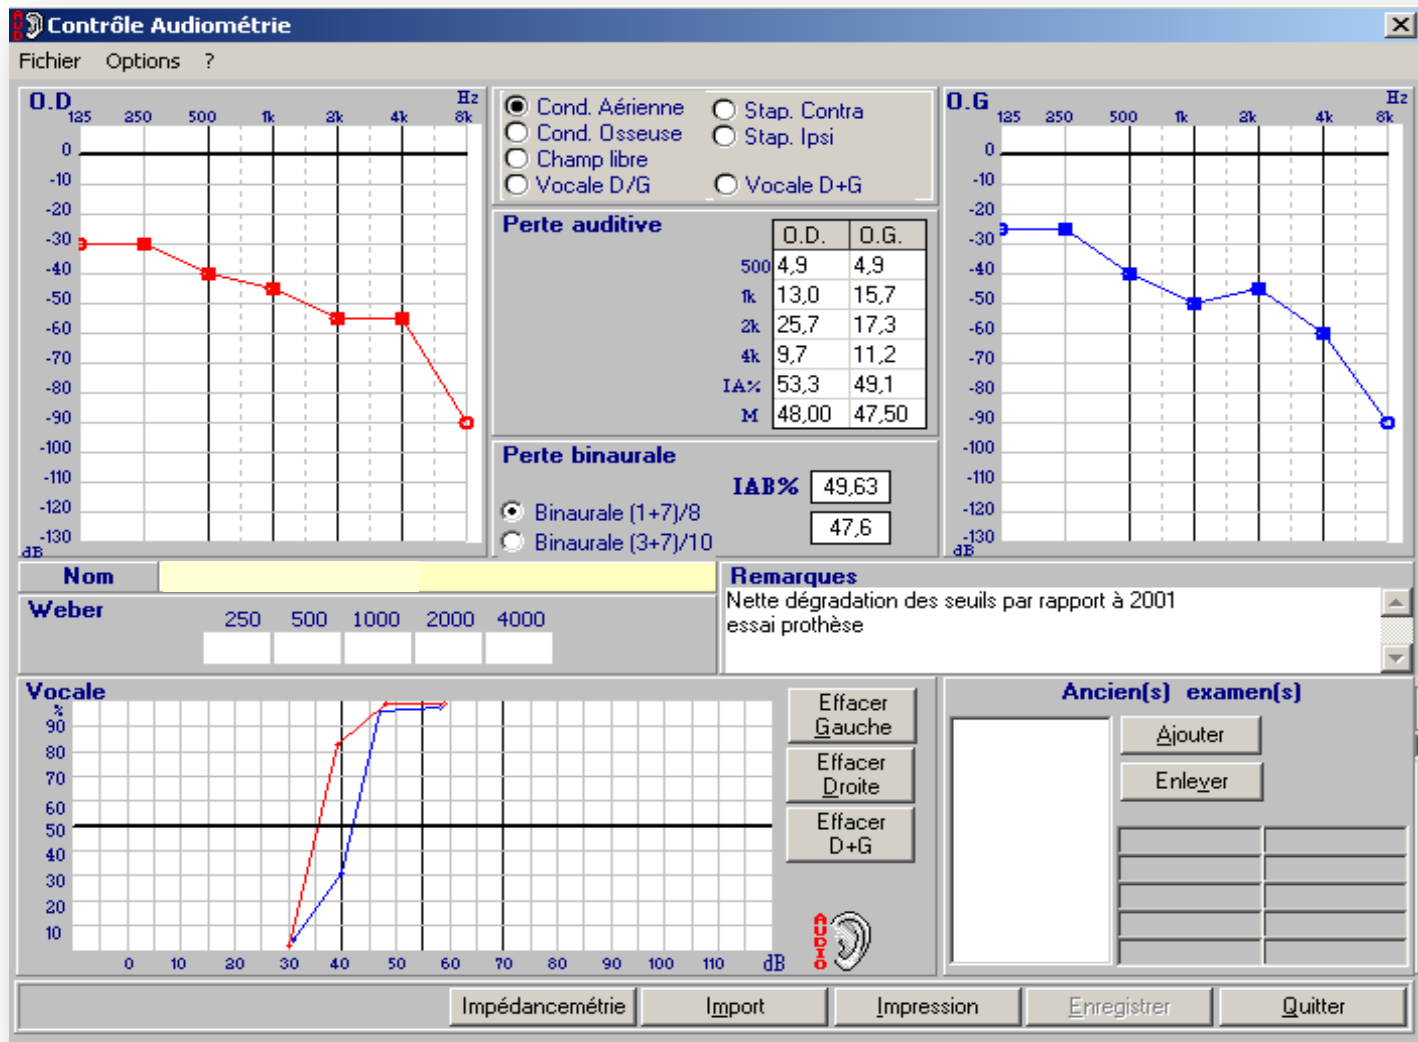 Contrôle Audiométrie
Fichier Options ?
O.D Hz
125 250 500 1k 2k 4k 8k
0
-10
-20
-30
-40
-50
-60
-70
-80
-90
-100
-110
-120
-130
dB
Cond. Aérienne Stap. Contra
Cond. Osseuse Stap. Ipsi
Champ libre
Vocale D/G Vocale D+G
Perte auditive
O.D. O.G.
500 4,9 4,9
1k 13,0 15,7
2k 25,7 17,3
4k 9,7 11,2
IA% 53,3 49,1
M 48,00 47,50
Perte binaurale
IAB% 49,63
Binaurale (1+7)/8
47,6
Binaurale (3+7)/10
O.G Hz
125 250 500 1k 2k 4k 8k
0
-10
-20
-30
-40
-50
-60
-70
-80
-90
-100
-110
-120
-130
dB
Nom
Weber
250 500 1000 2000 4000
Remarques
Nette dégradation des seuils par rapport à 2001
essai prothèse
Vocale
%
90
80
70
60
50
40
30
20
10
0 10 20 30 40 50 60 70 80 90 100 110 dB
Effacer
Gauche
Effacer
Droite
Effacer
D+G
AUDIO
Ancien(s) examen(s)
Ajouter
Enlever
Impédancemétrie Import Impression Enregistrer Quitter